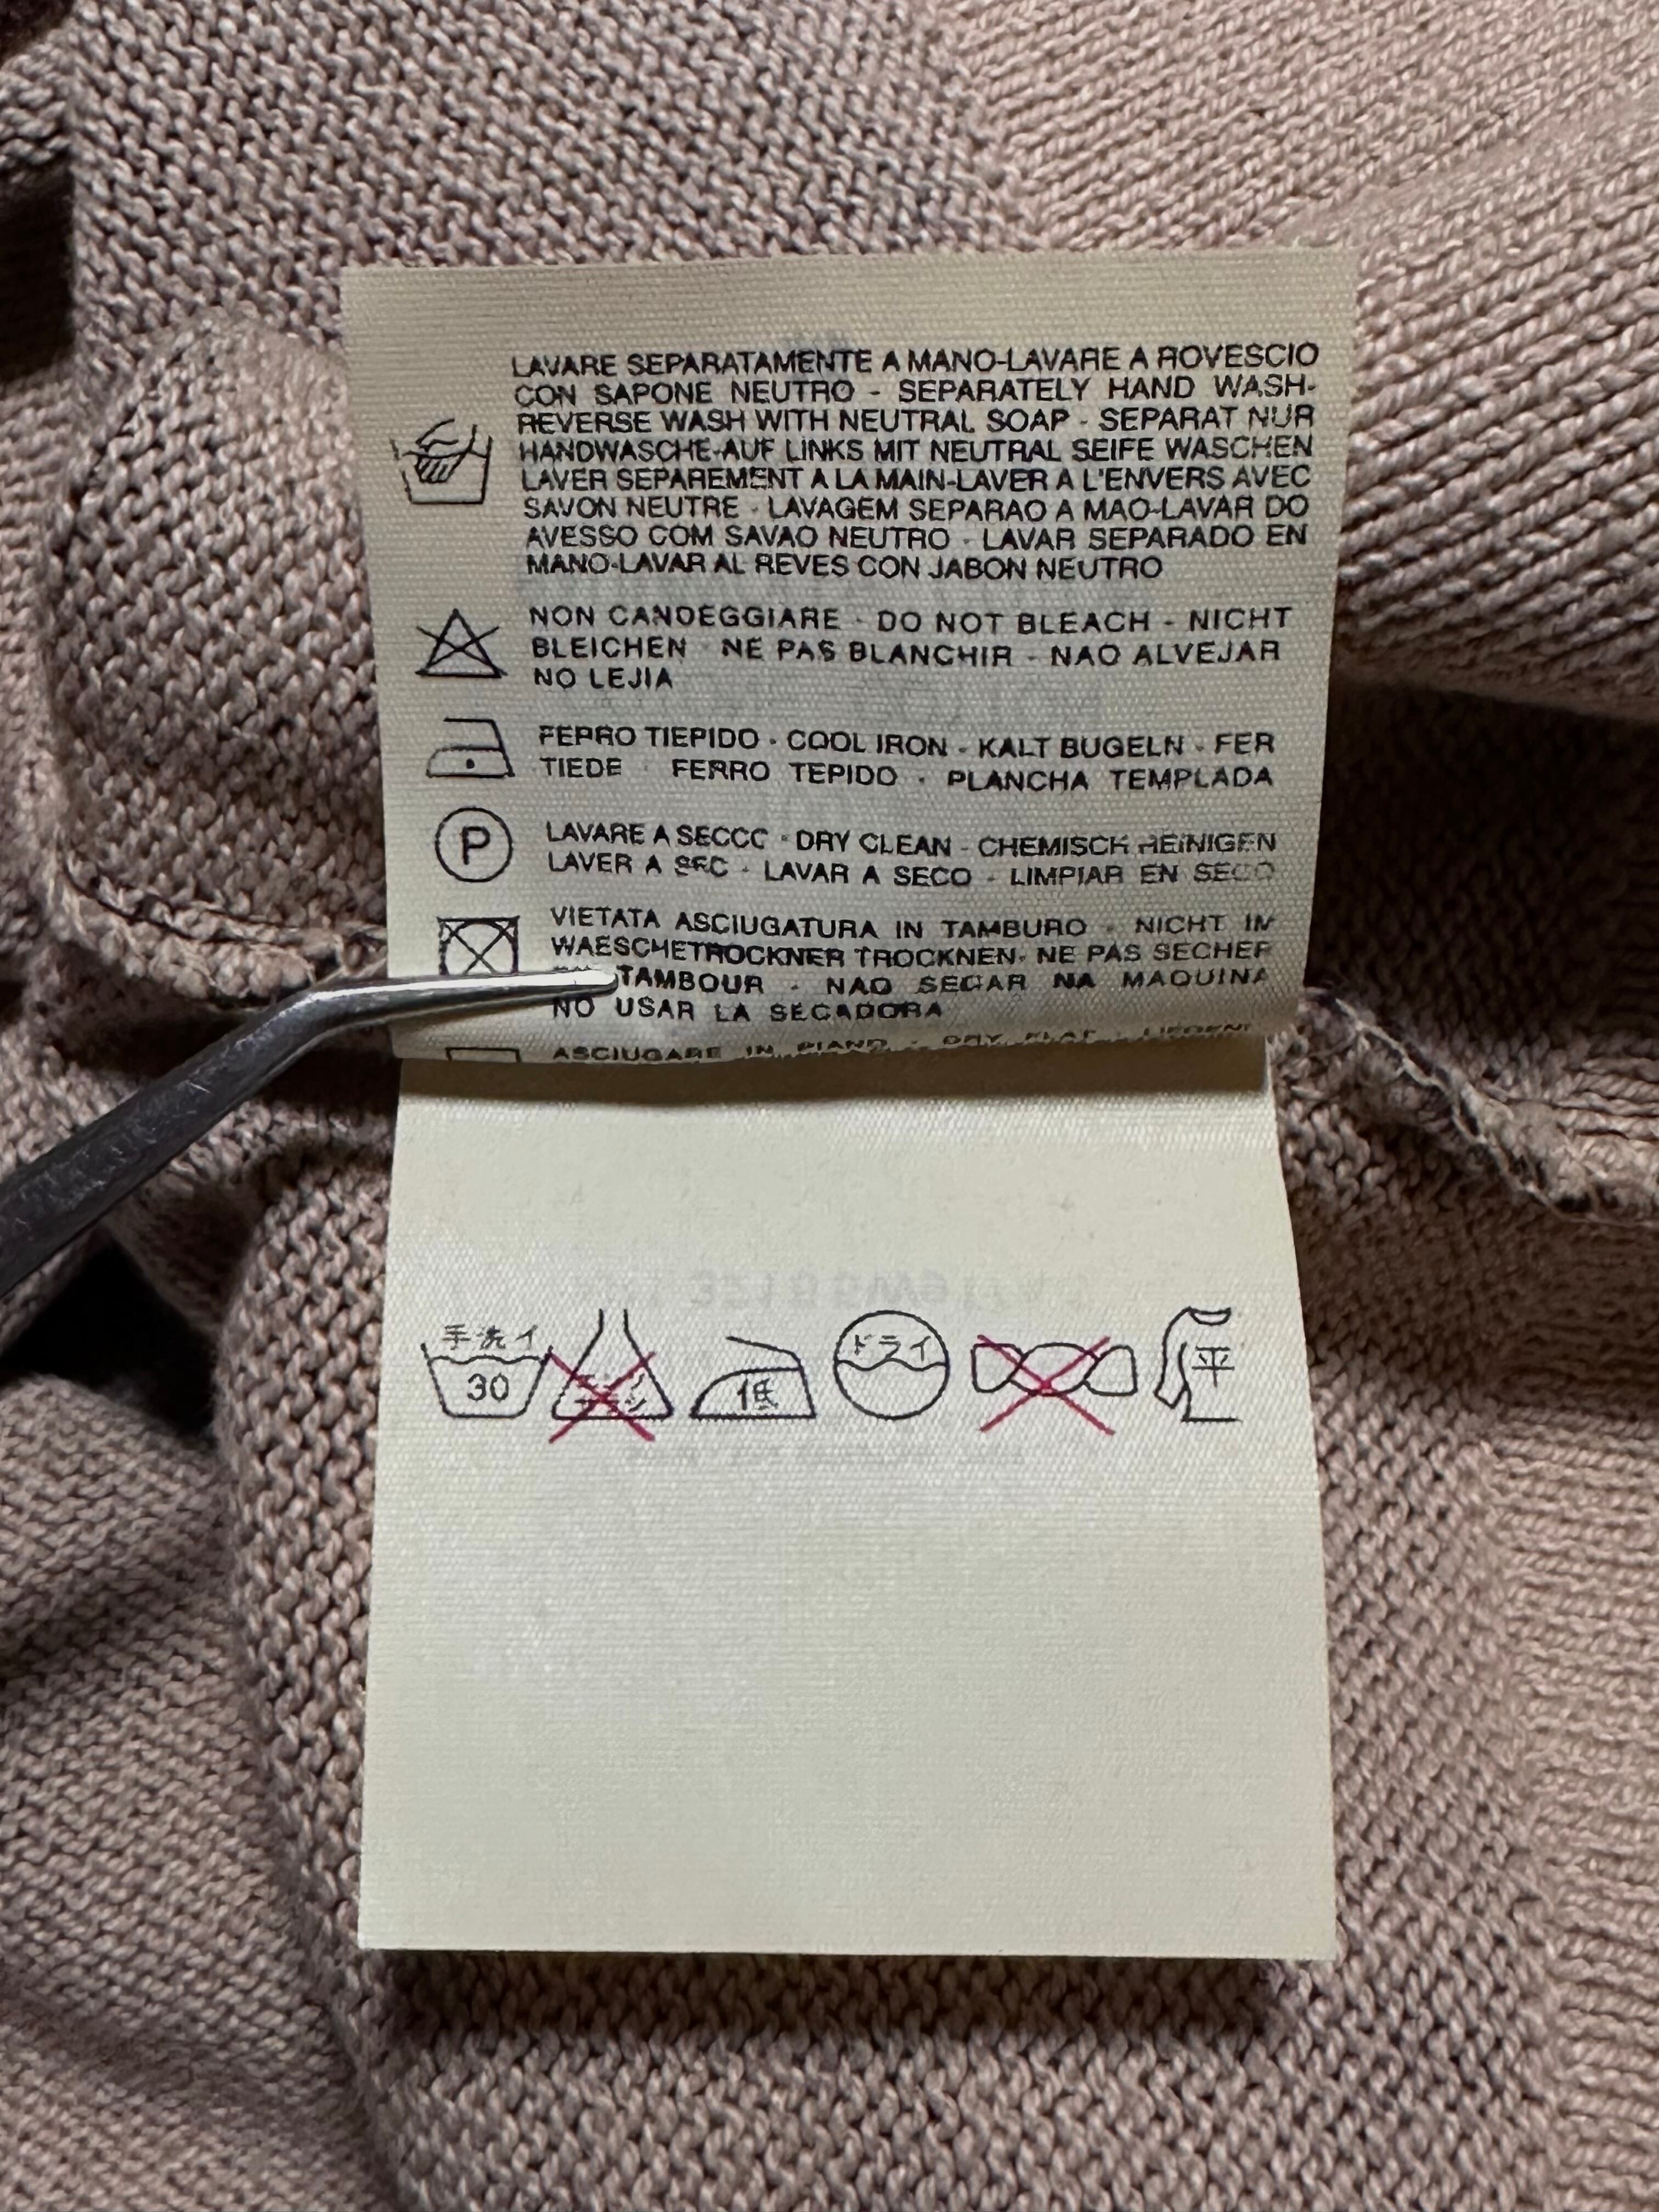 LAVARE SEPARATAMENTE A MANO-LAVARE A ROVESCIO
CON SAPONE NEUTRO - SEPARATELY HAND WASH-
REVERSE WASH WITH NEUTRAL SOAP - SEPARAT NUR
HANDWASCHE-AUF LINKS MIT NEUTRAL SEIFE WASCHEN
LAVER SEPAREMENT A LA MAIN-LAVER A L'ENVERS AVEC
SAVON NEUTRE - LAVAGEM SEPARAO A MAO-LAVAR DO
AVESSO COM SAVAO NEUTRO - LAVAR SEPARADO EN
MANO-LAVAR AL REVES CON JABON NEUTRO
NON CANDEGGIARE - DO NOT BLEACH - NICHT
BLEICHEN - NE PAS BLANCHIR - NAO ALVEJAR
NO LEJIA
FERRO TIEPIDO - COOL IRON - KALT BUGELN - FER
TIEDE - FERRO TEPIDO - PLANCHA TEMPLADA
P
LAVARE A SECCO - DRY CLEAN - CHEMISCH REINIGEN
LAVER A SEC - LAVAR A SECO - LIMPIAR EN SECO
VIETATA ASCIUGATURA IN TAMBURO - NICHT IM
WAESCHETROCKNER TROCKNEN- NE PAS SECHER
TAMBOUR - NAO SECAR NA MAQUINA
NO USAR LA SECADORA
ASCIUGARE IN PIANO - DRY FLAT - LIEGEND
手洗イ
30
低
ドライ
平